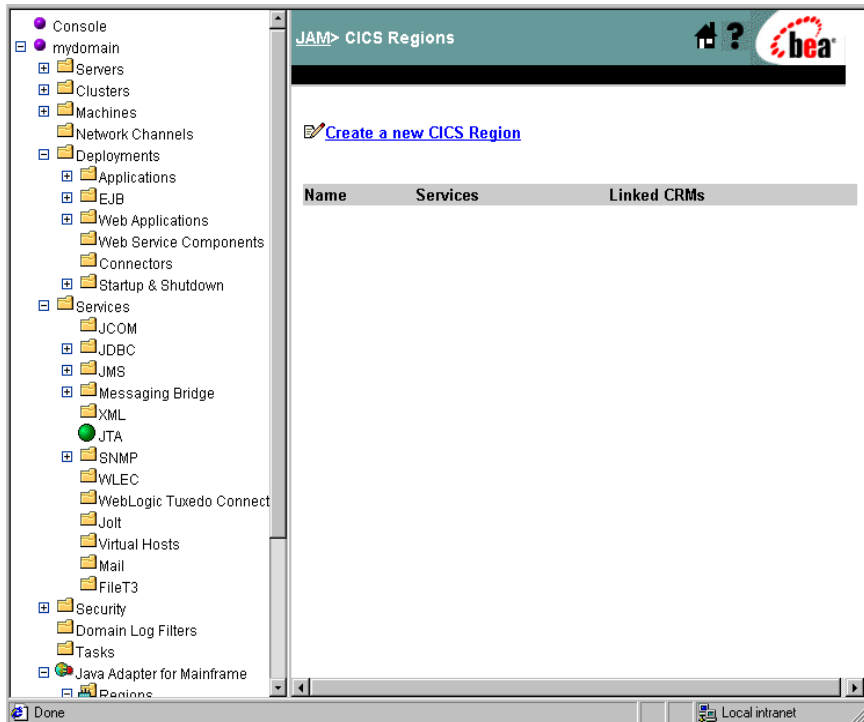 Console
mydomain
Servers
Clusters
Machines
Network Channels
Deployments
Applications
EJB
Web Applications
Web Service Components
Connectors
Startup & Shutdown
Services
JCOM
JDBC
JMS
Messaging Bridge
XML
JTA
SNMP
WLEC
WebLogic Tuxedo Connect
Jolt
Virtual Hosts
Mail
FileT3
Security
Domain Log Filters
Tasks
Java Adapter for Mainframe
Regions
JAM> CICS Regions
?
bea
Create a new CICS Region
Name Services Linked CRMs
Done
Local intranet